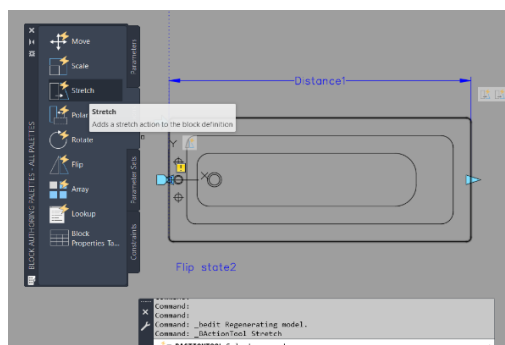 Move
Scale
Stretch
Stretch
Adds a stretch action to the block definition
Polar
Rotate
Flip
Array
Lookup
Block
Properties Ta...
BLOCK AUTHORING PALETTES - ALL PALETTES
Parameters
Parameter Sets
Constraints
Distance1
Y
X
Flip state2
Command:
Command:
Command: _bedit Regenerating model.
Command: _BActionTool Stretch